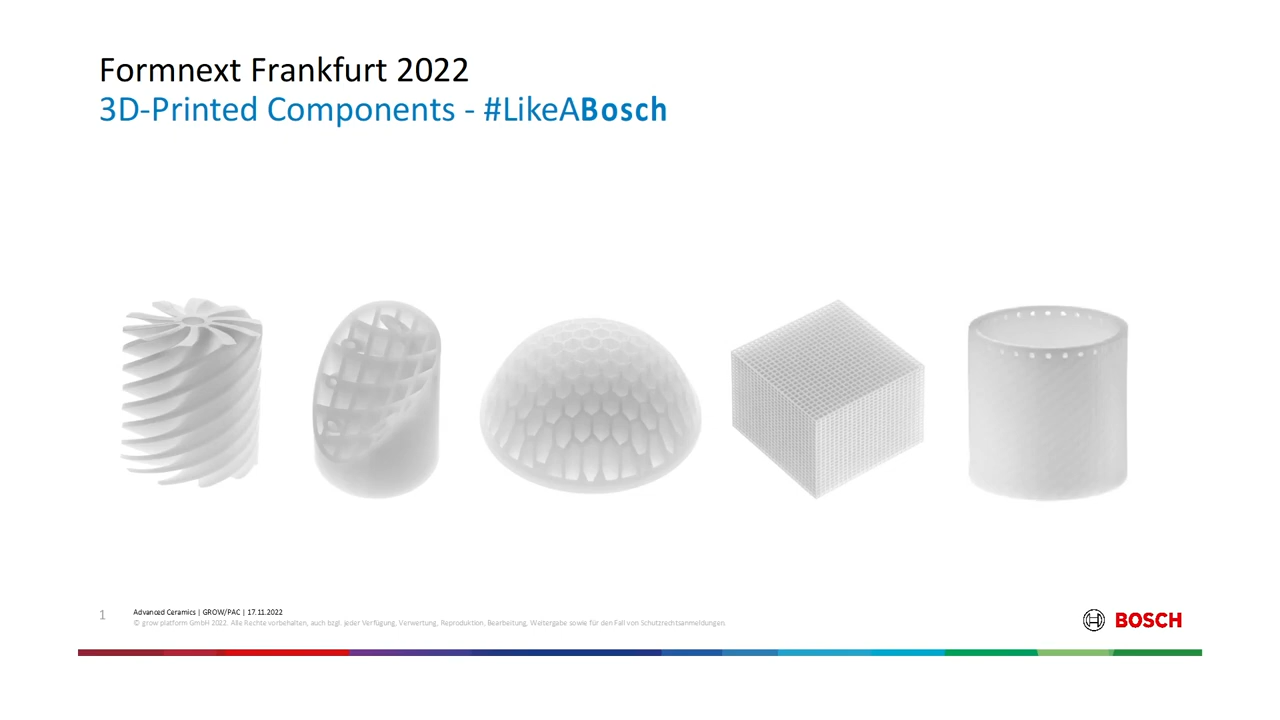 Formnext Frankfurt 2022
3D-Printed Components - #LikeABosch
1
Advanced Ceramics | GROW/PAC | 17.11.2022
© grow platform GmbH 2022. Alle Rechte vorbehalten, auch bzgl. jeder Verfügung, Verwertung, Reproduktion, Bearbeitung, Weitergabe sowie für den Fall von Schutzrechtsanmeldungen.
BOSCH